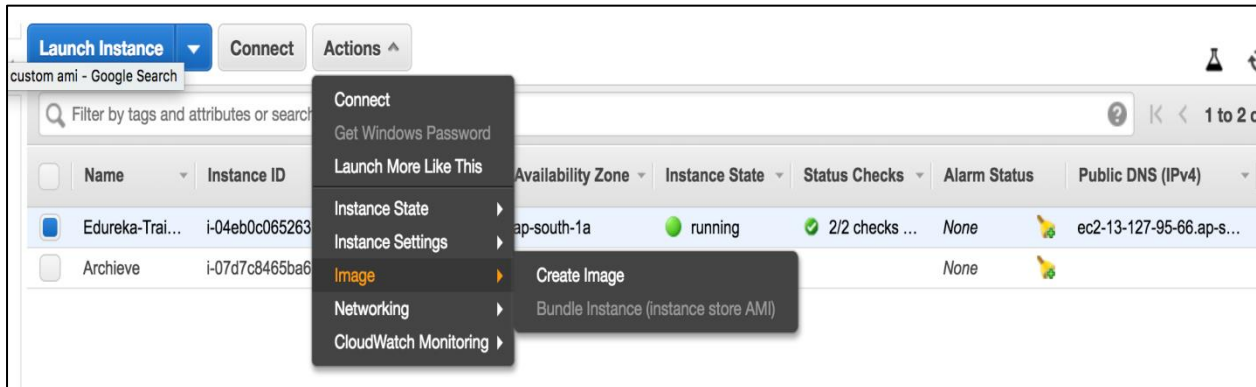 Launch Instance Connect Actions
custom ami - Google Search
Filter by tags and attributes or search
1 to 2
Connect
Get Windows Password
Launch More Like This
Name Instance ID Availability Zone Instance State Status Checks Alarm Status Public DNS (IPv4)
Instance State
Edureka-Trai... i-04eb0c065263 ap-south-1a running 2/2 checks ... None ec2-13-127-95-66.ap-s...
Instance Settings
Archieve i-07d7c8465ba6 None
Image Create Image
Networking Bundle Instance (instance store AMI)
CloudWatch Monitoring